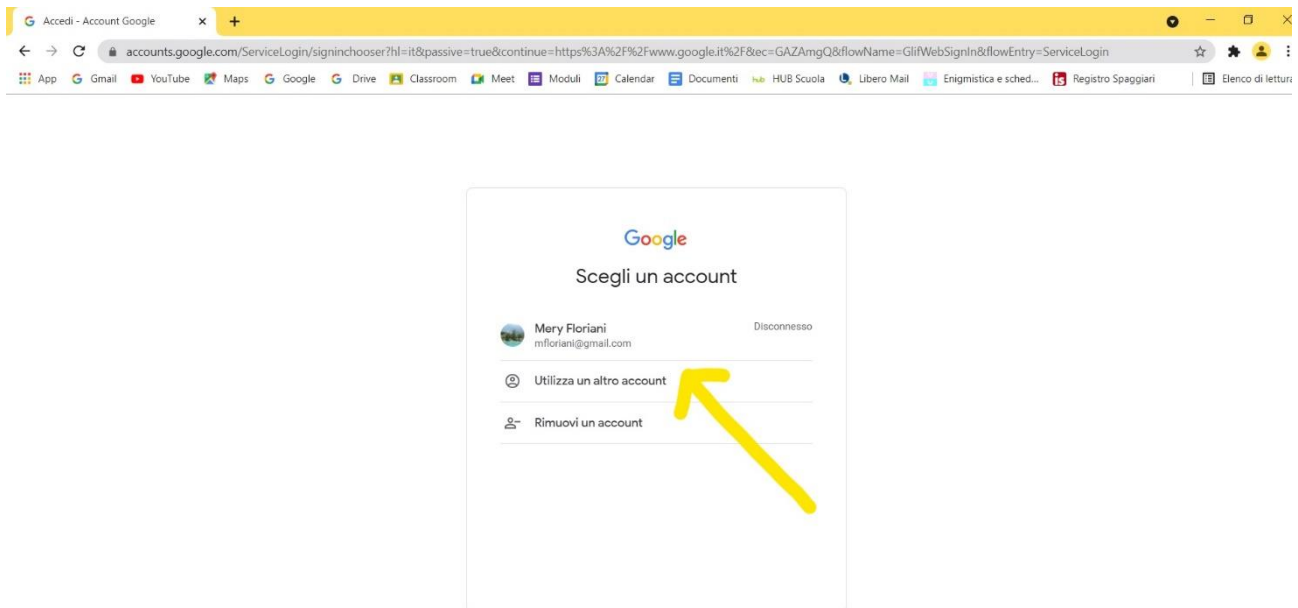 Accedi - Account Google
accounts.google.com/ServiceLogin/signinchooser?hl=it&passive=true&continue=https%3A%2F%2Fwww.google.it%2F&ec=GAZAmgQ&flowName=GlifWebSignIn&flowEntry=ServiceLogin
App Gmail YouTube Maps Google Drive Classroom Meet Moduli Calendar Documenti HUB Scuola Libero Mail Enigmistica e sched... Registro Spaggiari Elenco di lettura
Google
Scegli un account
Mery Floriani Disconnesso
mfloriani@gmail.com
Utilizza un altro account
Rimuovi un account